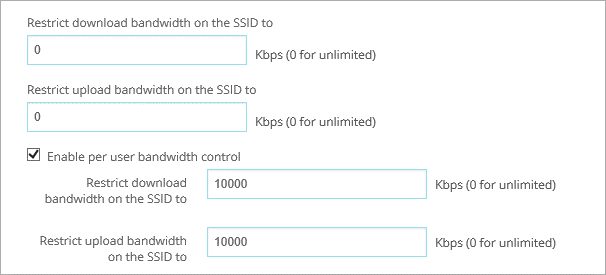 Restrict download bandwidth on the SSID to
0 Kbps (0 for unlimited)
Restrict upload bandwidth on the SSID to
0 Kbps (0 for unlimited)
Enable per user bandwidth control
Restrict download
bandwidth on the SSID to
10000 Kbps (0 for unlimited)
Restrict upload bandwidth
on the SSID to
10000 Kbps (0 for unlimited)